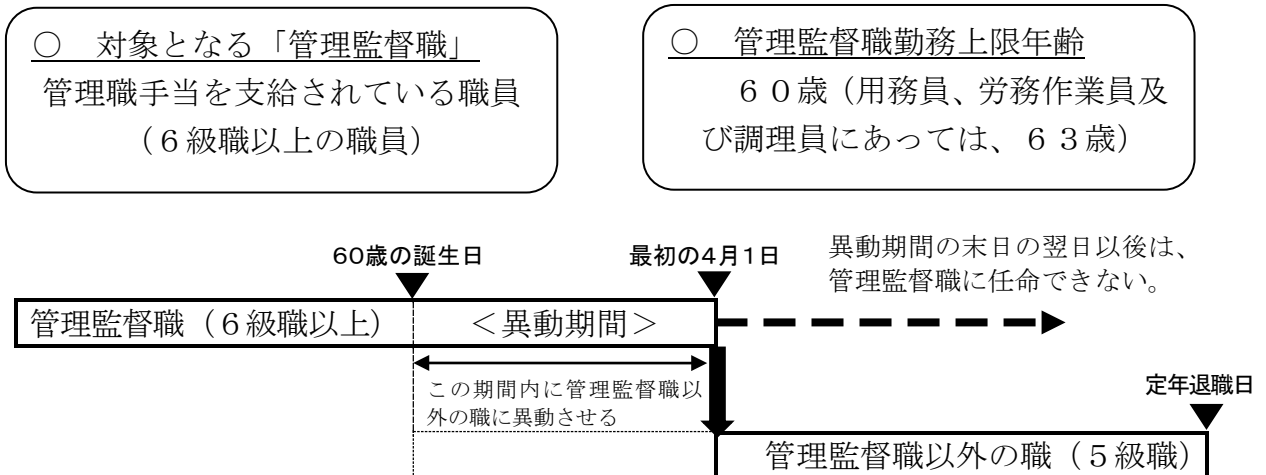 ○　対象となる「管理監督職」
管理職手当を支給されている職員
（６級職以上の職員）
○　管理監督職勤務上限年齢
６０歳（用務員、労務作業員及
び調理員にあっては、６３歳）
60歳の誕生日
最初の4月1日
異動期間の末日の翌日以後は、
管理監督職に任命できない。
管理監督職（６級職以上）
＜異動期間＞
この期間内に管理監督職以
外の職に異動させる
定年退職日
管理監督職以外の職（５級職）